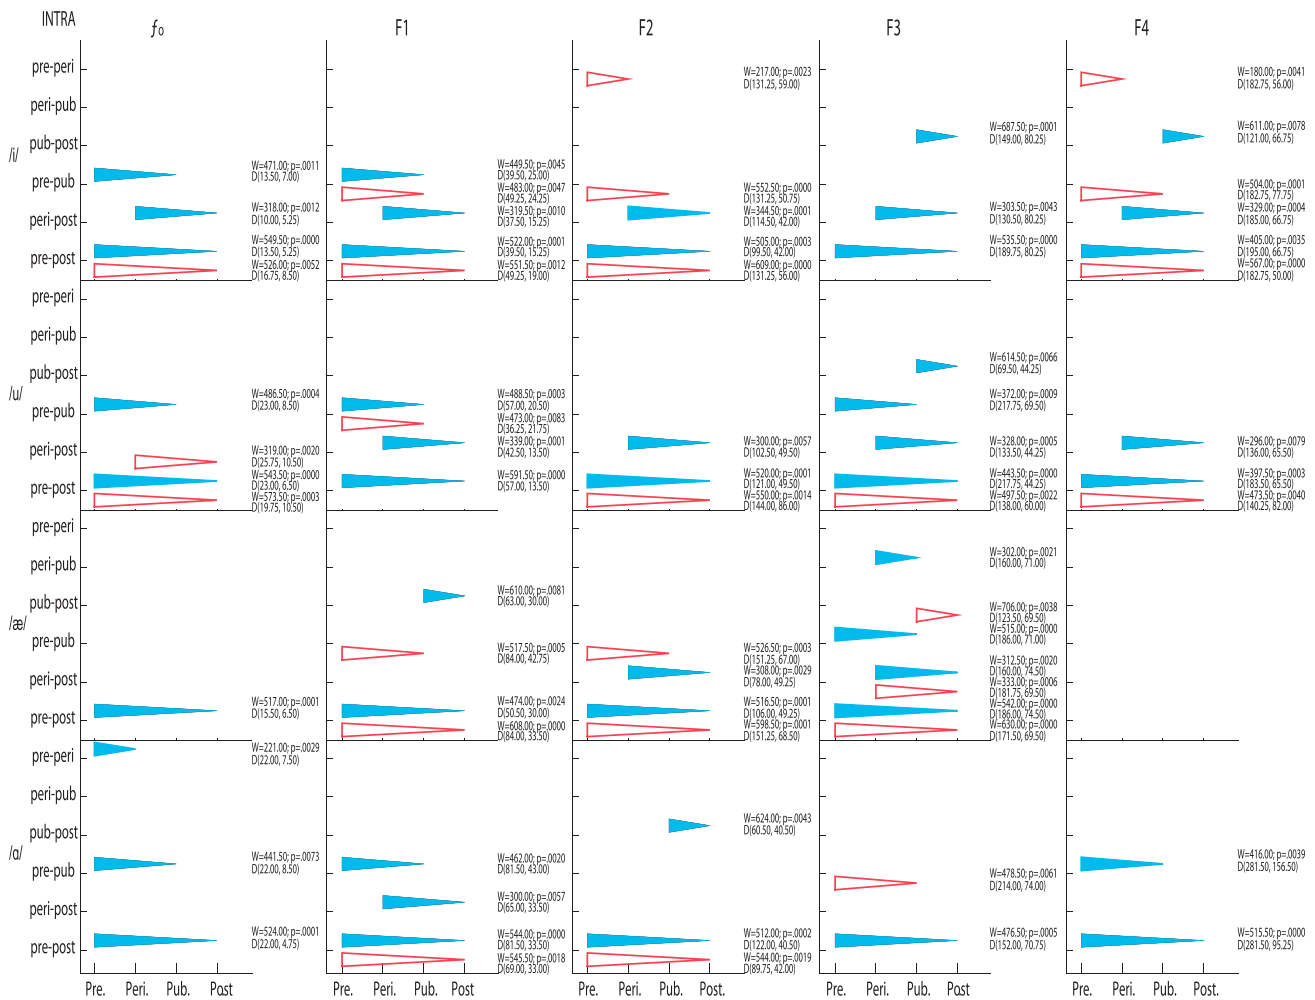 INTRA
ƒo F1 F2 F3 F4
/i/
pre-peri
W=217.00; p=.0023
D(131.25, 59.00)
W=180.00; p=.0041
D(182.75, 56.00)
peri-pub
pub-post
W=687.50; p=.0001
D(149.00, 80.25)
W=611.00; p=.0078
D(121.00, 66.75)
pre-pub
W=471.00; p=.0011
D(13.50, 7.00)
W=449.50; p=.0045
D(39.50, 25.00)
W=483.00; p=.0047
D(49.25, 24.25)
W=552.50; p=.0000
D(131.25, 50.75)
W=504.00; p=.0001
D(182.75, 77.75)
peri-post
W=318.00; p=.0012
D(10.00, 5.25)
W=319.50; p=.0010
D(37.50, 15.25)
W=344.50; p=.0001
D(114.50, 42.00)
W=303.50; p=.0043
D(130.50, 80.25)
W=329.00; p=.0004
D(185.00, 66.75)
pre-post
W=549.50; p=.0000
D(13.50, 5.25)
W=526.00; p=.0052
D(16.75, 8.50)
W=522.00; p=.0001
D(39.50, 15.25)
W=551.50; p=.0012
D(49.25, 19.00)
W=505.00; p=.0003
D(99.50, 42.00)
W=609.00; p=.0000
D(131.25, 56.00)
W=535.50; p=.0000
D(189.75, 80.25)
W=405.00; p=.0035
D(195.00, 66.75)
W=567.00; p=.0000
D(182.75, 50.00)
/u/
pre-peri
peri-pub
pub-post
W=614.50; p=.0066
D(69.50, 44.25)
pre-pub
W=486.50; p=.0004
D(23.00, 8.50)
W=488.50; p=.0003
D(57.00, 20.50)
W=473.00; p=.0083
D(36.25, 21.75)
W=372.00; p=.0009
D(217.75, 69.50)
peri-post
W=319.00; p=.0020
D(25.75, 10.50)
W=339.00; p=.0001
D(42.50, 13.50)
W=300.00; p=.0057
D(102.50, 49.50)
W=328.00; p=.0005
D(133.50, 44.25)
W=296.00; p=.0079
D(136.00, 65.50)
pre-post
W=543.50; p=.0000
D(23.00, 6.50)
W=573.50; p=.0003
D(19.75, 10.50)
W=591.50; p=.0000
D(57.00, 13.50)
W=520.00; p=.0001
D(121.00, 49.50)
W=550.00; p=.0014
D(144.00, 86.00)
W=443.50; p=.0000
D(217.75, 44.25)
W=497.50; p=.0022
D(138.00, 60.00)
W=397.50; p=.0003
D(183.50, 65.50)
W=473.50; p=.0040
D(140.25, 82.00)
/æ/
pre-peri
peri-pub
W=302.00; p=.0021
D(160.00, 71.00)
pub-post
W=610.00; p=.0081
D(63.00, 30.00)
W=706.00; p=.0038
D(123.50, 69.50)
pre-pub
W=517.50; p=.0005
D(84.00, 42.75)
W=526.50; p=.0003
D(151.25, 67.00)
W=515.00; p=.0000
D(186.00, 71.00)
peri-post
W=308.00; p=.0029
D(78.00, 49.25)
W=312.50; p=.0020
D(160.00, 74.50)
W=333.00; p=.0006
D(181.75, 69.50)
pre-post
W=517.00; p=.0001
D(15.50, 6.50)
W=474.00; p=.0024
D(50.50, 30.00)
W=608.00; p=.0000
D(84.00, 33.50)
W=516.50; p=.0001
D(106.00, 49.25)
W=598.50; p=.0001
D(151.25, 68.50)
W=542.00; p=.0000
D(186.00, 74.50)
W=630.00; p=.0000
D(171.50, 69.50)
/ɑ/
pre-peri
W=221.00; p=.0029
D(22.00, 7.50)
peri-pub
pub-post
W=624.00; p=.0043
D(60.50, 40.50)
pre-pub
W=441.50; p=.0073
D(22.00, 8.50)
W=462.00; p=.0020
D(81.50, 43.00)
W=478.50; p=.0061
D(214.00, 74.00)
W=416.00; p=.0039
D(281.50, 156.50)
peri-post
W=300.00; p=.0057
D(65.00, 33.50)
pre-post
W=524.00; p=.0001
D(22.00, 4.75)
W=544.00; p=.0000
D(81.50, 33.50)
W=545.50; p=.0018
D(69.00, 33.00)
W=512.00; p=.0002
D(122.00, 40.50)
W=544.00; p=.0019
D(89.75, 42.00)
W=476.50; p=.0005
D(152.00, 70.75)
W=515.50; p=.0000
D(281.50, 95.25)
Pre. Peri. Pub. Post Pre. Peri. Pub. Post Pre. Peri. Pub. Post. Pre. Peri. Pub. Post Pre. Peri. Pub. Post.